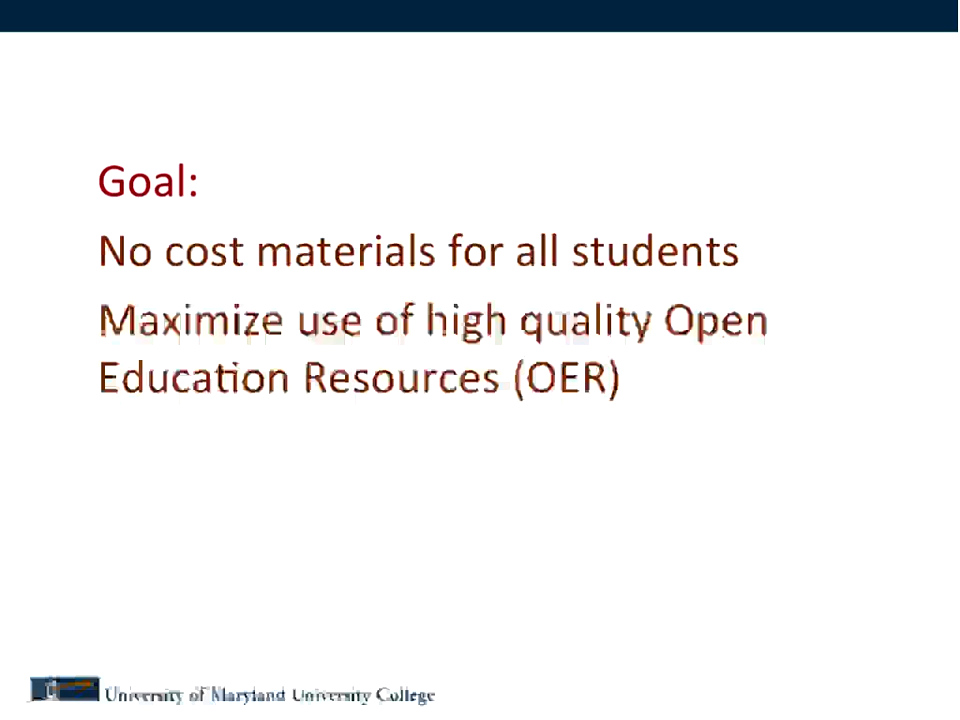 Goal:
No cost materials for all students
Maximize use of high quality Open
Education Resources (OER)
University of Maryland University College